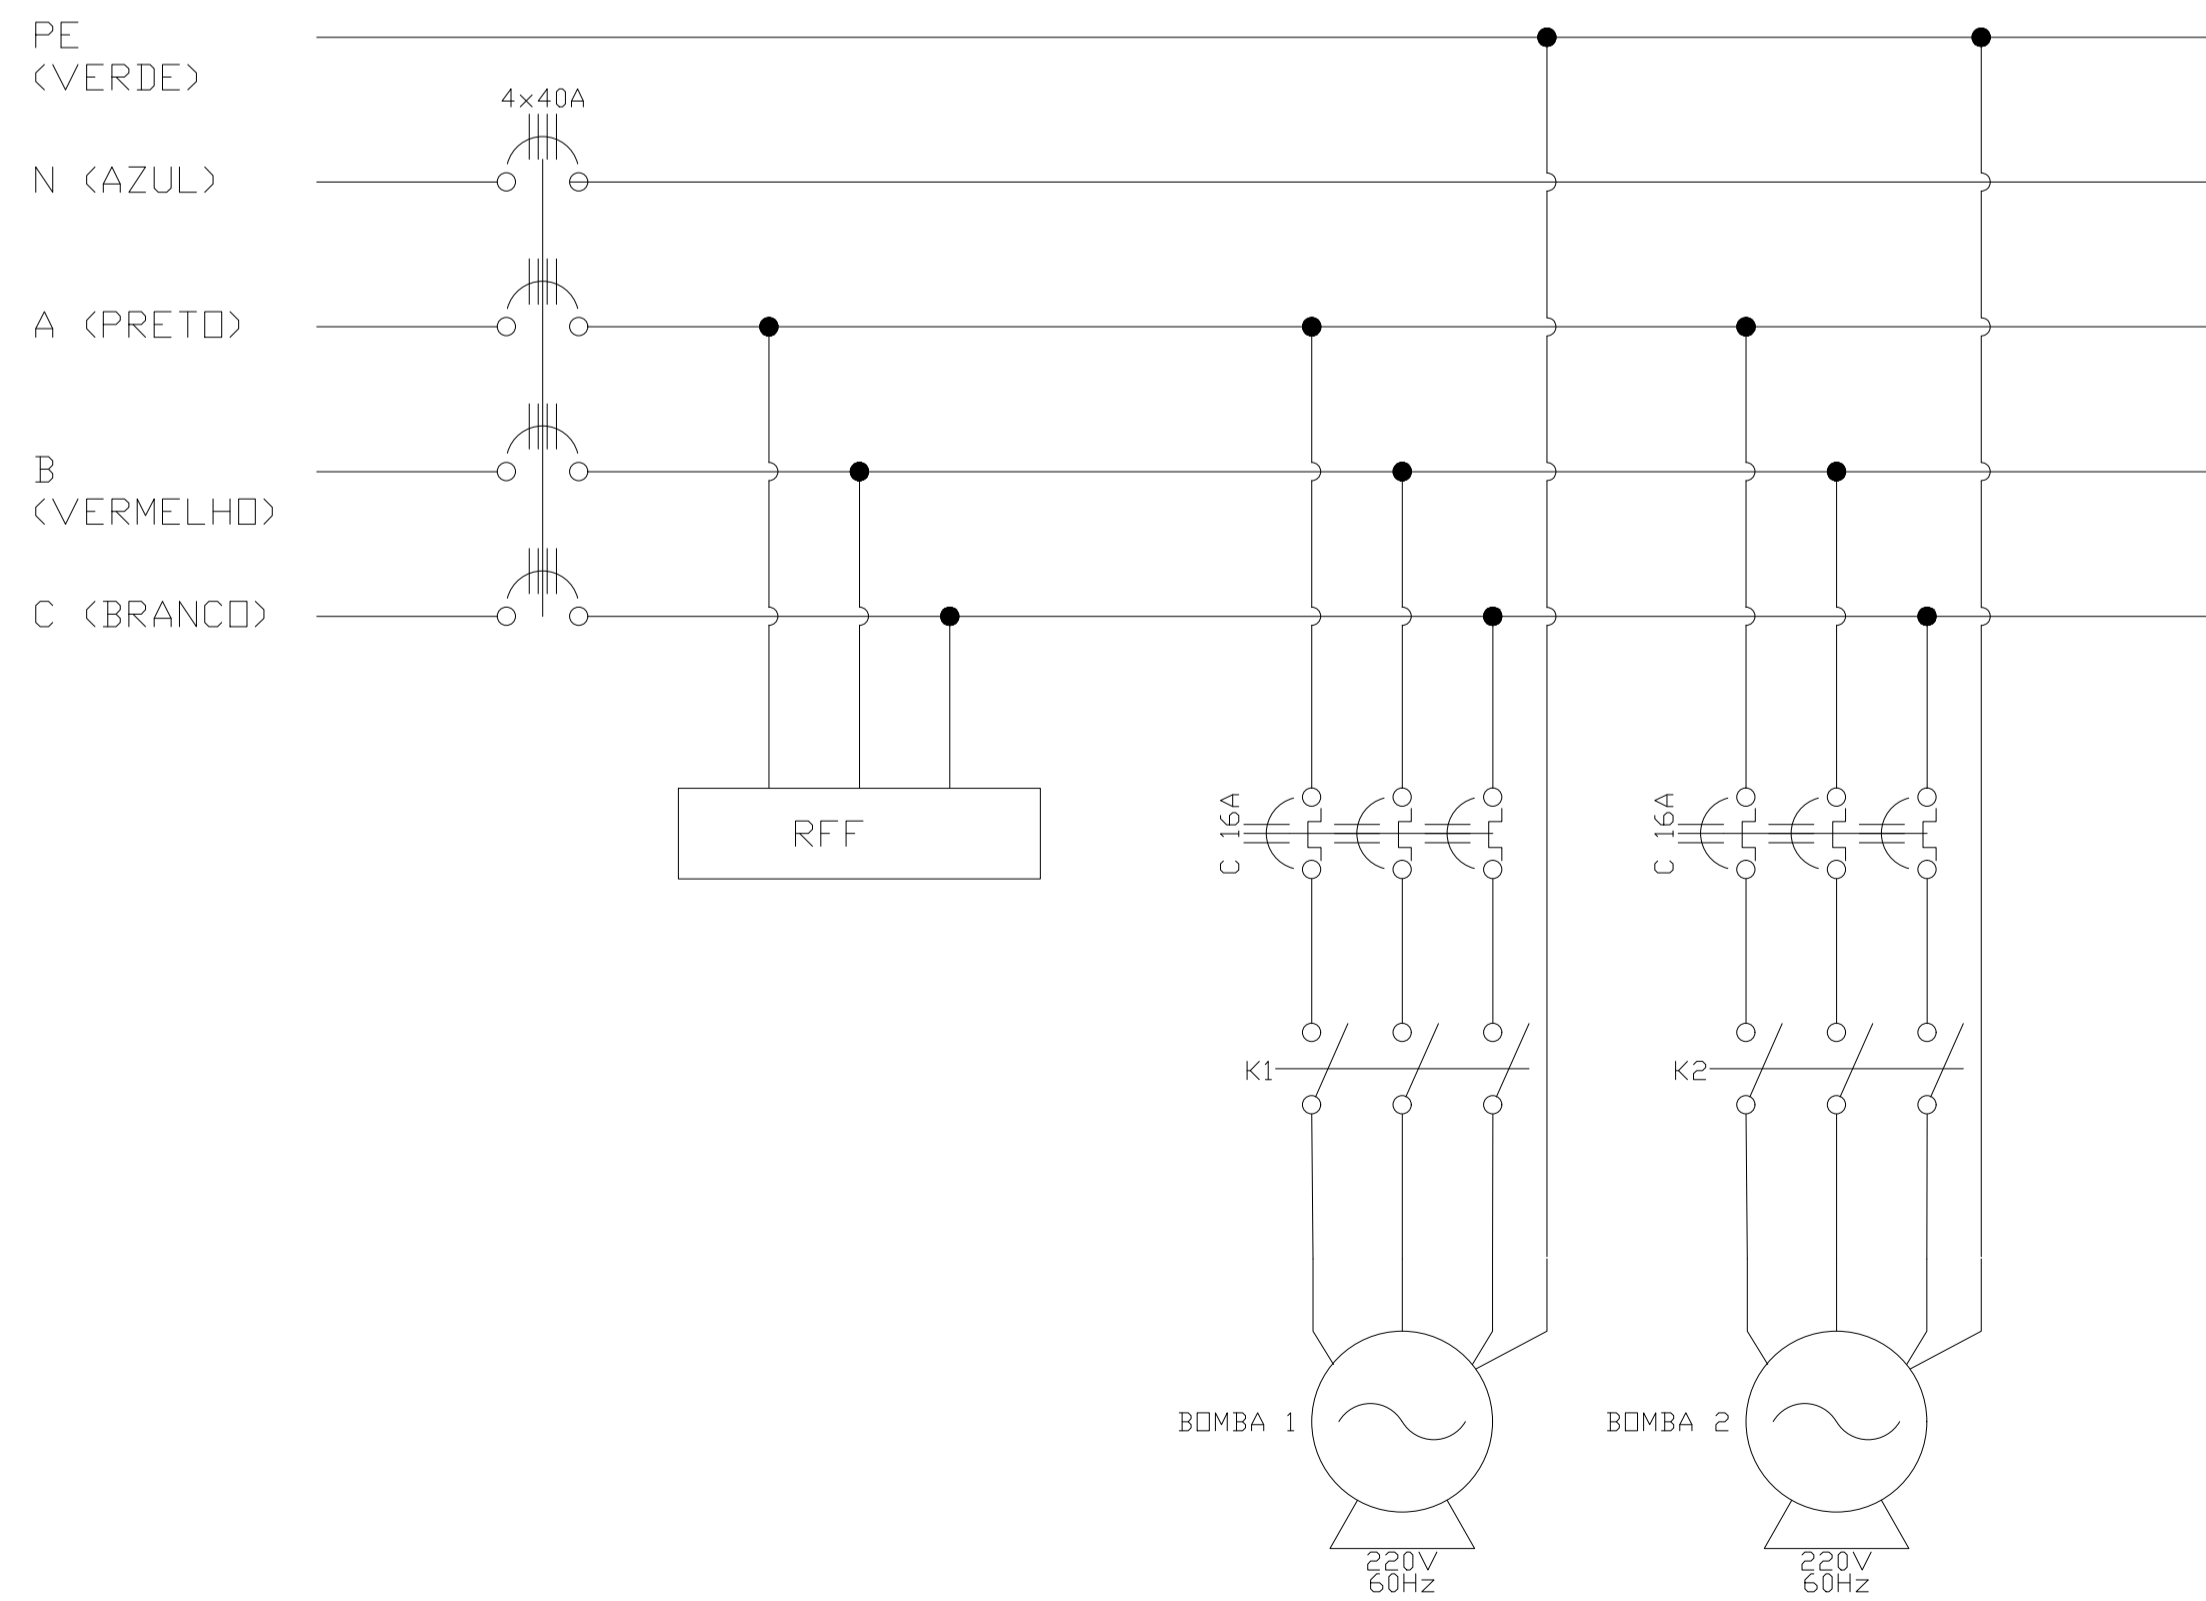 PE
(VERDE)
4x40A
N (AZUL)
A (PRETO)
B
(VERMELHO)
C (BRANCO)
RFF
C 16A
C 16A
K1
K2
BOMBA 1
BOMBA 2
220V
60Hz
220V
60Hz